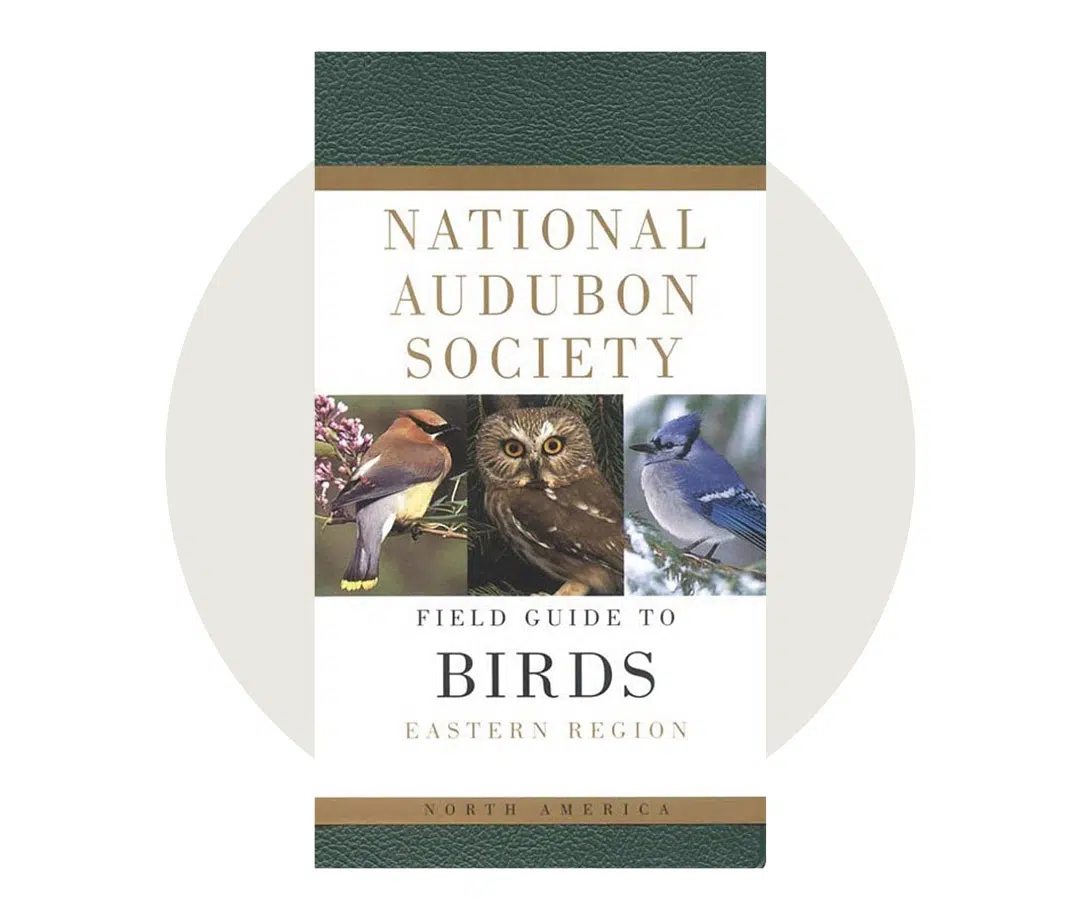 NATIONAL
AUDUBON
SOCIETY
FIELD GUIDE TO
BIRDS
EASTERN REGION
NORTH AMERICA